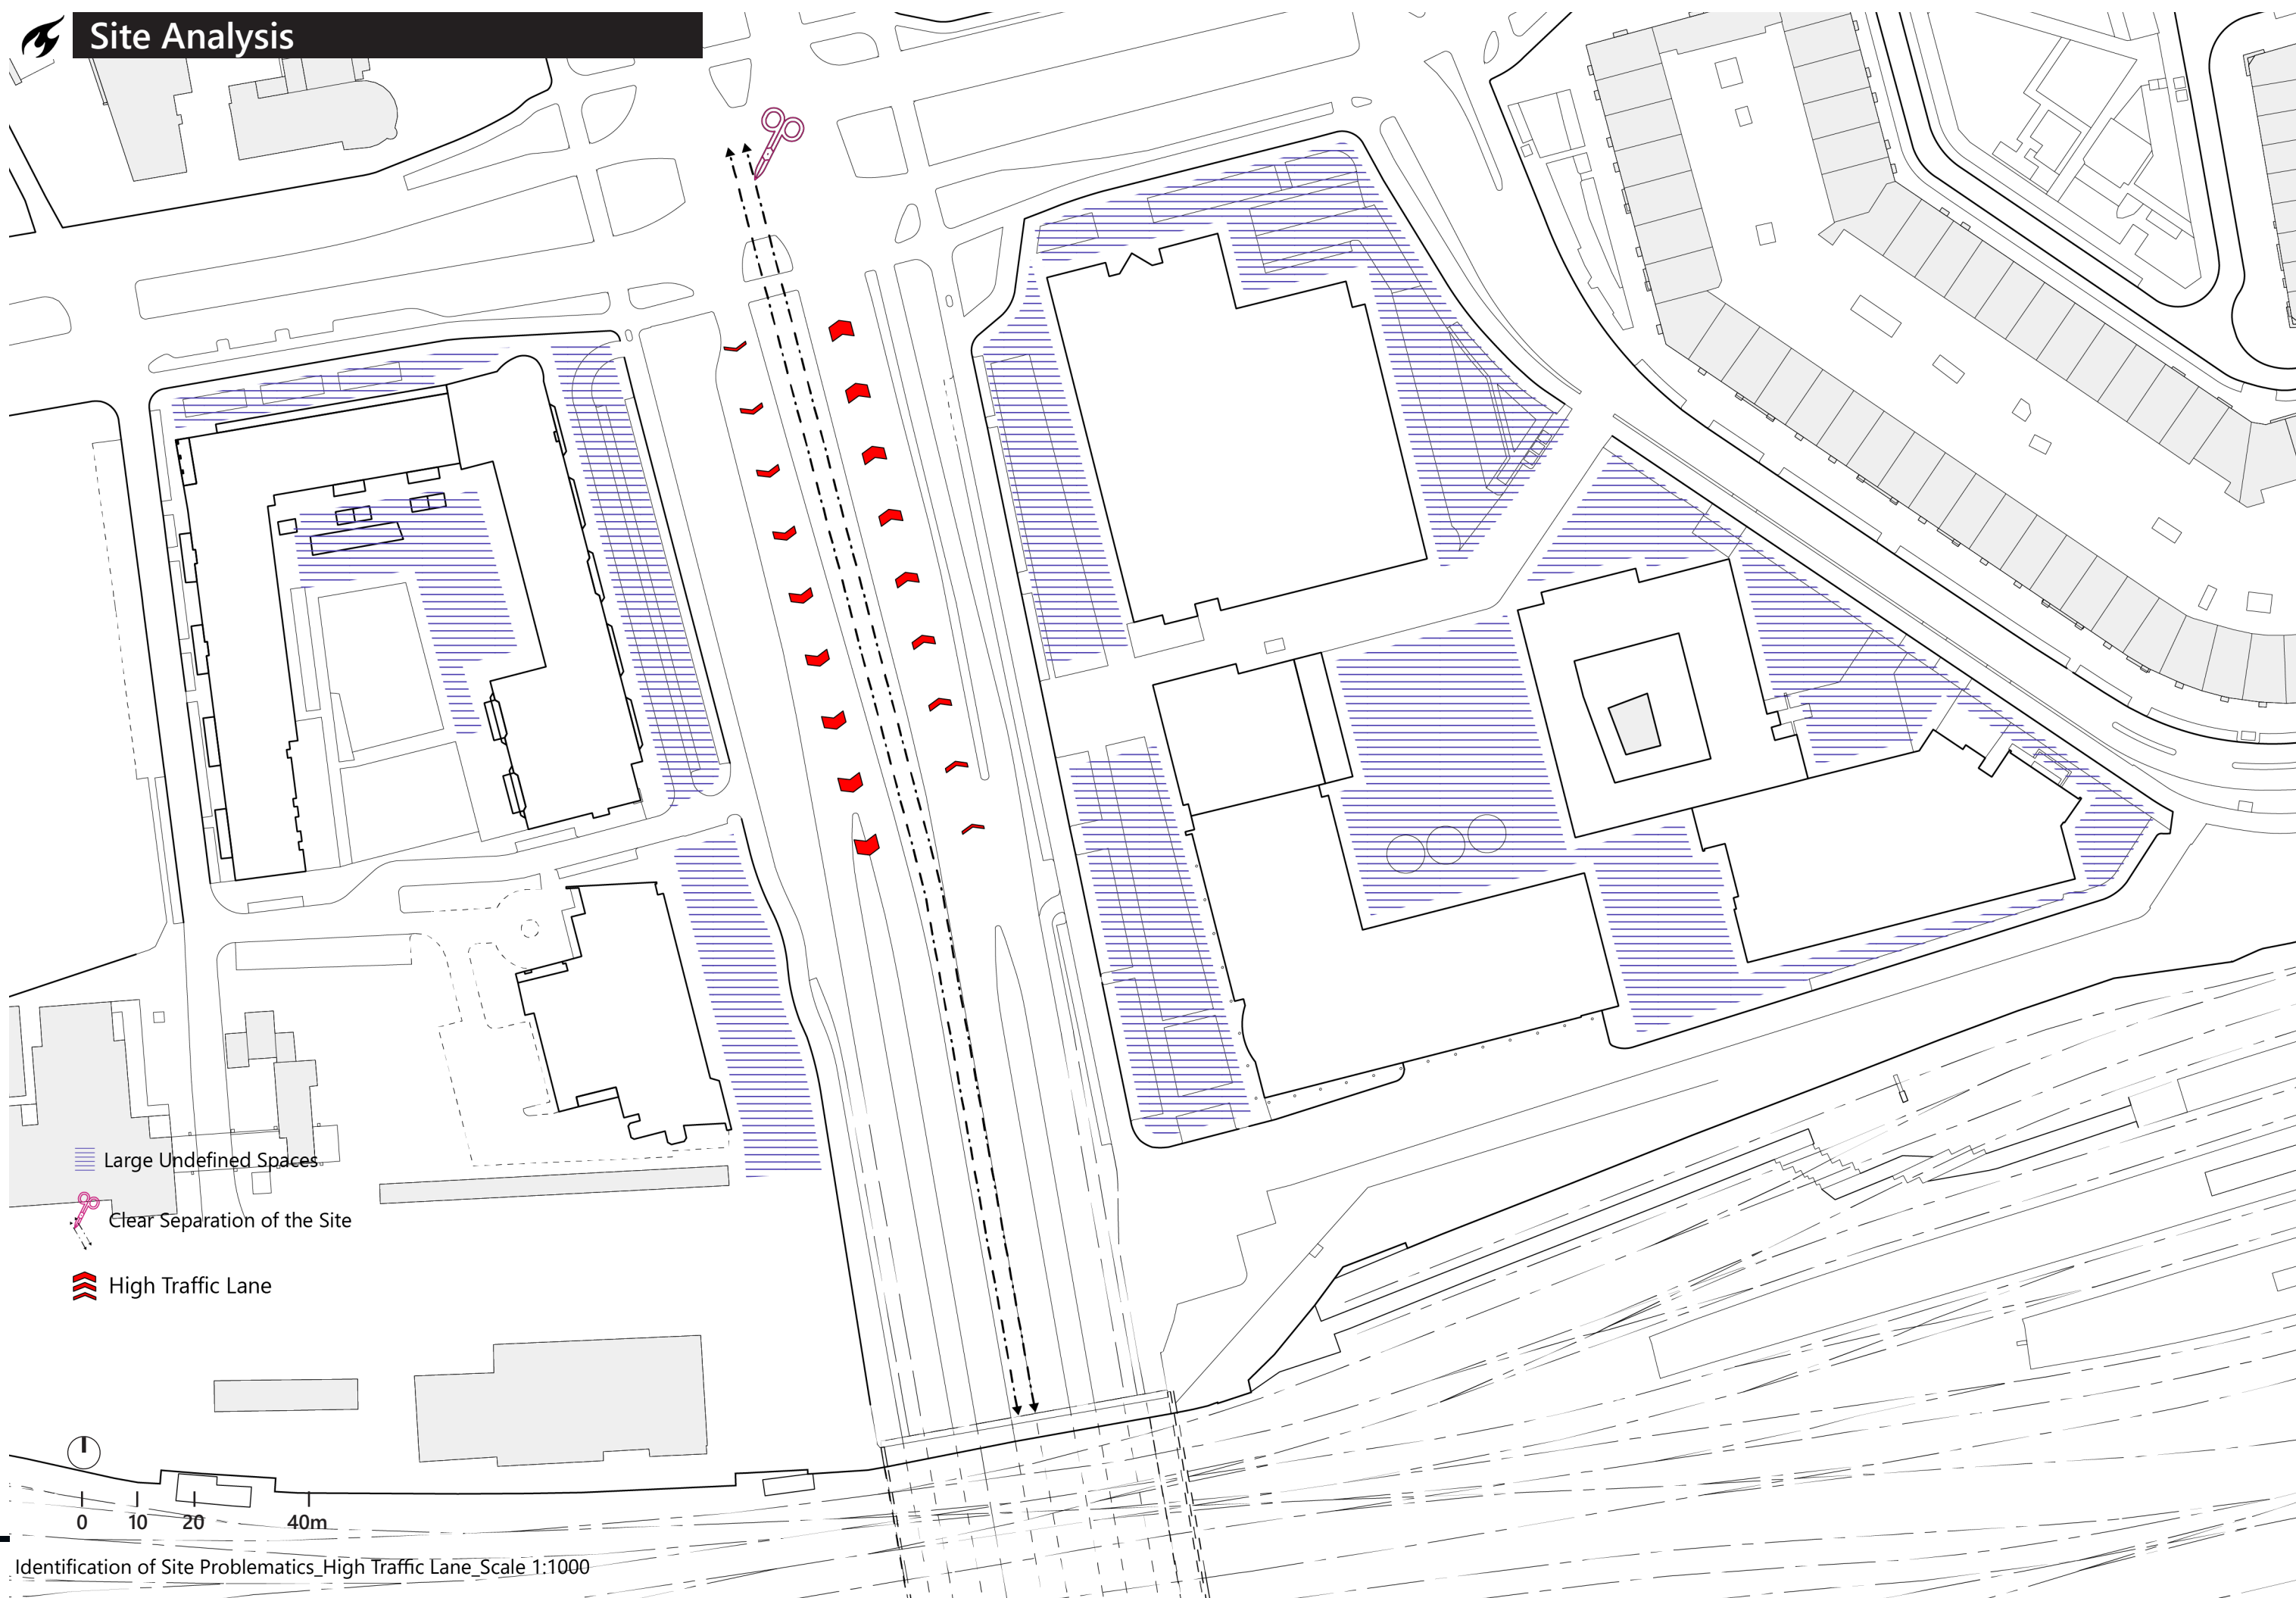 Site Analysis
Large Undefined Spaces
Clear Separation of the Site
High Traffic Lane
0 10 20 40m
Identification of Site Problematics_High Traffic Lane_Scale 1:1000